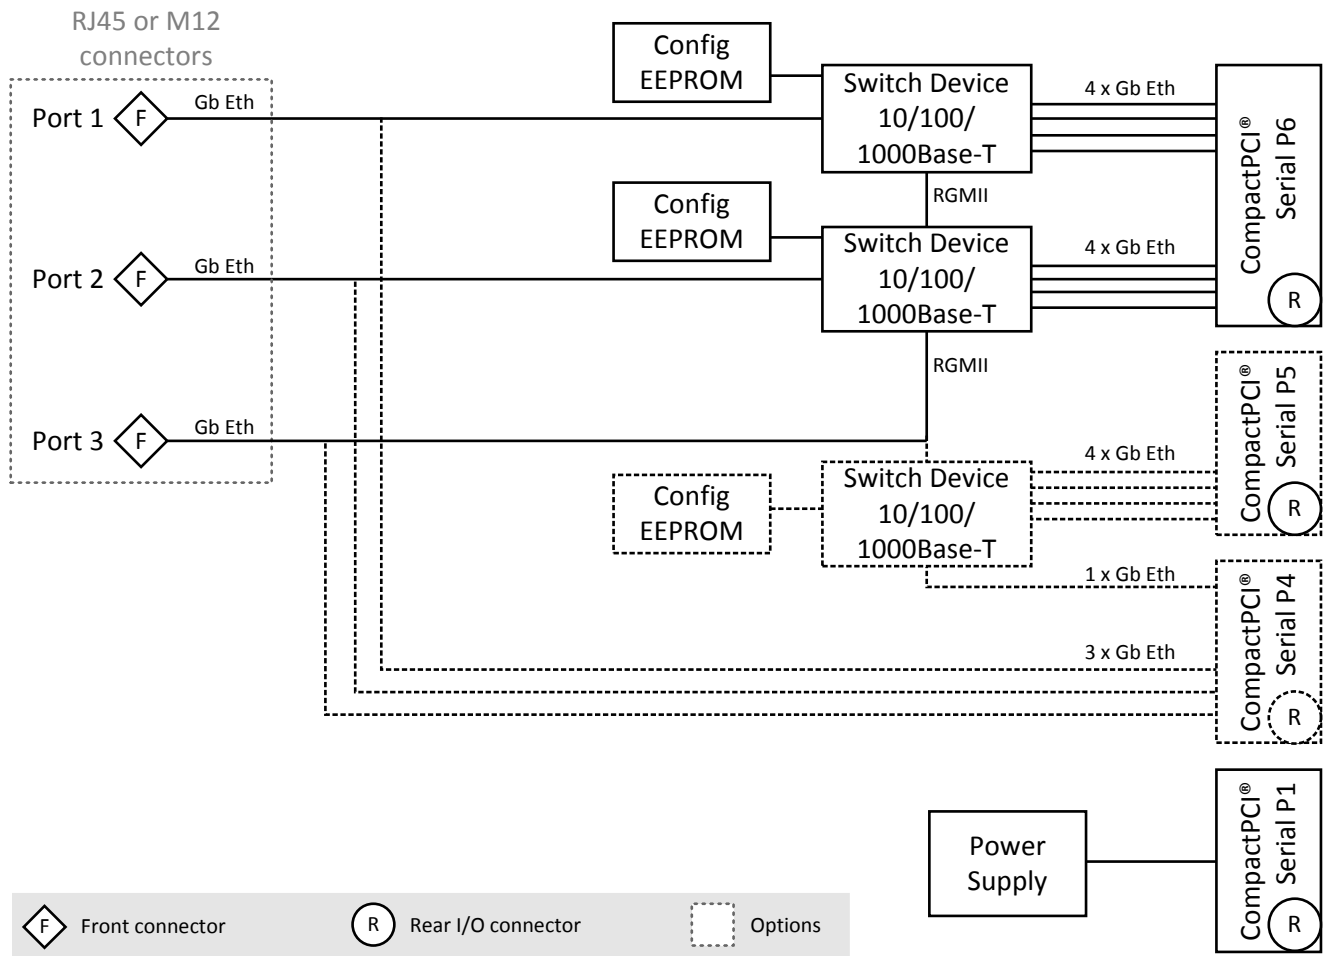 RJ45 or M12
connectors
Port 1
F
Gb Eth
Config
EEPROM
Switch Device
10/100/
1000Base-T
4 x Gb Eth
CompactPCI®
Serial P6
R
RGMII
Port 2
F
Gb Eth
Config
EEPROM
Switch Device
10/100/
1000Base-T
4 x Gb Eth
RGMII
Port 3
F
Gb Eth
Config
EEPROM
Switch Device
10/100/
1000Base-T
4 x Gb Eth
CompactPCI®
Serial P5
R
1 x Gb Eth
3 x Gb Eth
CompactPCI®
Serial P4
R
Power
Supply
CompactPCI®
Serial P1
R
F
Front connector
R
Rear I/O connector
Options